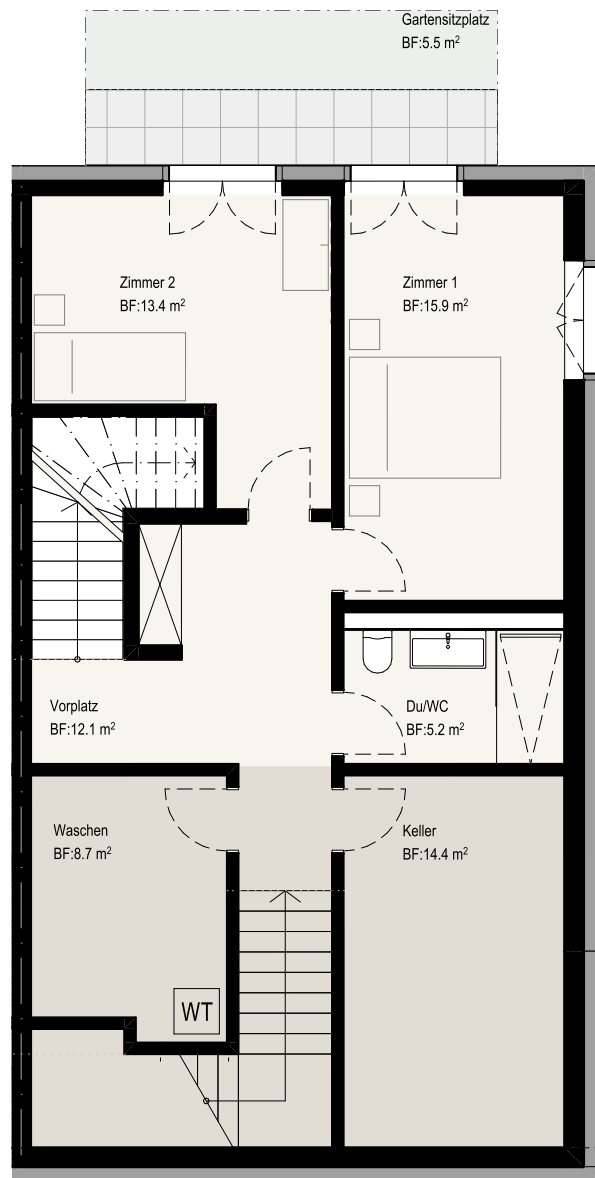 Gartensitzplatz
BF:5.5 m²
Zimmer 2
BF:13.4 m²
Zimmer 1
BF:15.9 m²
Vorplatz
BF:12.1 m²
Du/WC
BF:5.2 m²
Waschen
BF:8.7 m²
Keller
BF:14.4 m²
WT